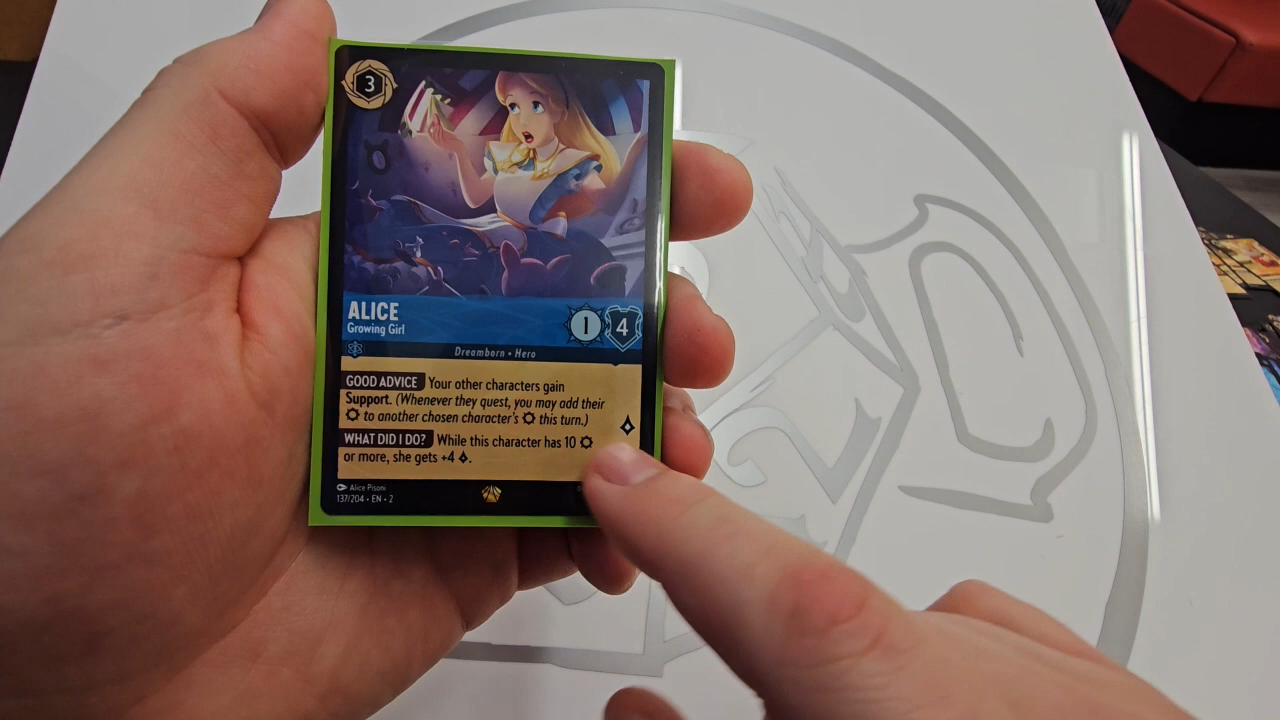 3
ALICE
Growing Girl
1 4
Dreamborn • Hero
GOOD ADVICE Your other characters gain
Support. (Whenever they quest, you may add their
to another chosen character's this turn.)
WHAT DID I DO? While this character has 10
or more, she gets +4 .
Alice Pisoni
137/204 • EN • 2